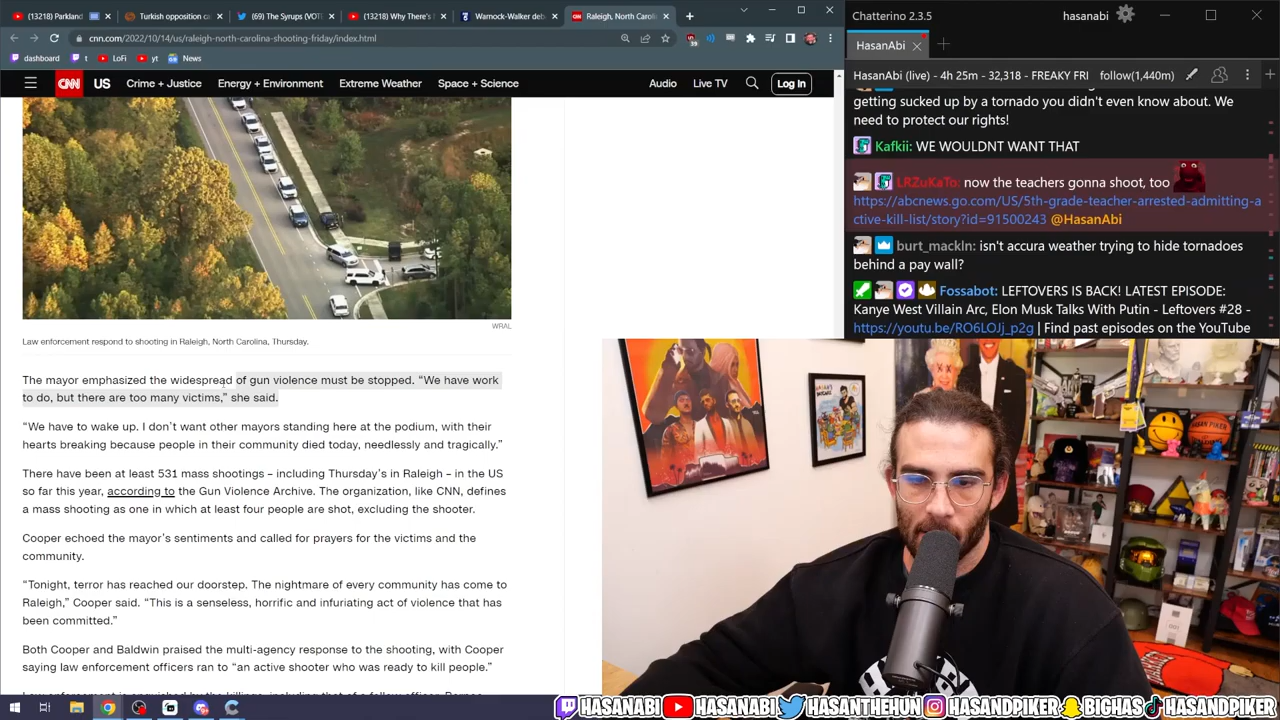 (13218) Parkland
Turkish opposition ca
(69) The Syrups (VOT
(13218) Why There's
Warnock-Walker deb
Raleigh, North Carolin
cnn.com/2022/10/14/us/raleigh-north-carolina-shooting-friday/index.html
dashboard
t
LoFi
yt
News
CNN US Crime + Justice Energy + Environment Extreme Weather Space + Science Audio Live TV Log In
WRAL
Law enforcement respond to shooting in Raleigh, North Carolina, Thursday.
The mayor emphasized the widespread of gun violence must be stopped. “We have work
to do, but there are too many victims,” she said.
“We have to wake up. I don’t want other mayors standing here at the podium, with their
hearts breaking because people in their community died today, needlessly and tragically.”
There have been at least 531 mass shootings – including Thursday’s in Raleigh – in the US
so far this year, according to the Gun Violence Archive. The organization, like CNN, defines
a mass shooting as one in which at least four people are shot, excluding the shooter.
Cooper echoed the mayor’s sentiments and called for prayers for the victims and the
community.
“Tonight, terror has reached our doorstep. The nightmare of every community has come to
Raleigh,” Cooper said. “This is a senseless, horrific and infuriating act of violence that has
been committed.”
Both Cooper and Baldwin praised the multi-agency response to the shooting, with Cooper
saying law enforcement officers ran to “an active shooter who was ready to kill people.”
Chatterino 2.3.5
hasanabi
HasanAbi
HasanAbi (live) - 4h 25m - 32,318 - FREAKY FRI
follow(1,440m)
getting sucked up by a tornado you didn't even know about. We
need to protect our rights!
Kafkii: WE WOULDNT WANT THAT
LRZuKaTo: now the teachers gonna shoot, too
https://abcnews.go.com/US/5th-grade-teacher-arrested-admitting-a
ctive-kill-list/story?id=91500243 @HasanAbi
burt_mackln: isn't accura weather trying to hide tornadoes
behind a pay wall?
Fossabot: LEFTOVERS IS BACK! LATEST EPISODE:
Kanye West Villain Arc, Elon Musk Talks With Putin - Leftovers #28 -
https://youtu.be/RO6LOJj_p2g | Find past episodes on the YouTube
HASANABI HASANABI HASANTHEHUN HASANDPIKER BIGHAS HASANDPIKER